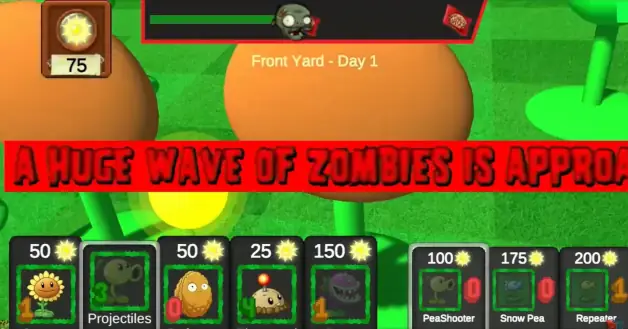 75
Front Yard - Day 1
A HUGE WAVE OF ZOMBIES IS APPROA
50
50
25
150
100
175
200
1
3
0
4
1
0
0
1
Projectiles
PeaShooter
Snow Pea
Repeater